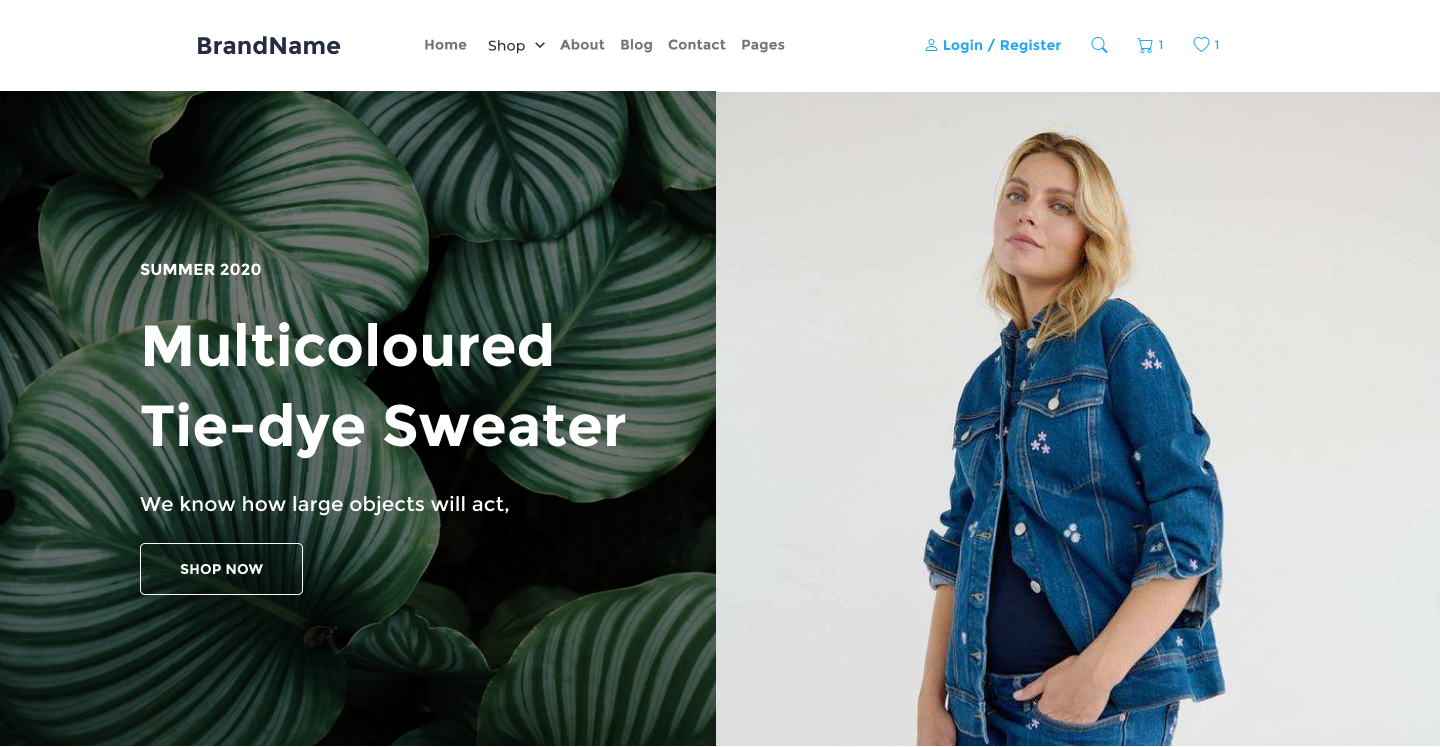 BrandName
Home Shop About Blog Contact Pages
Login / Register 1 1
SUMMER 2020
Multicoloured
Tie-dye Sweater
We know how large objects will act,
SHOP NOW